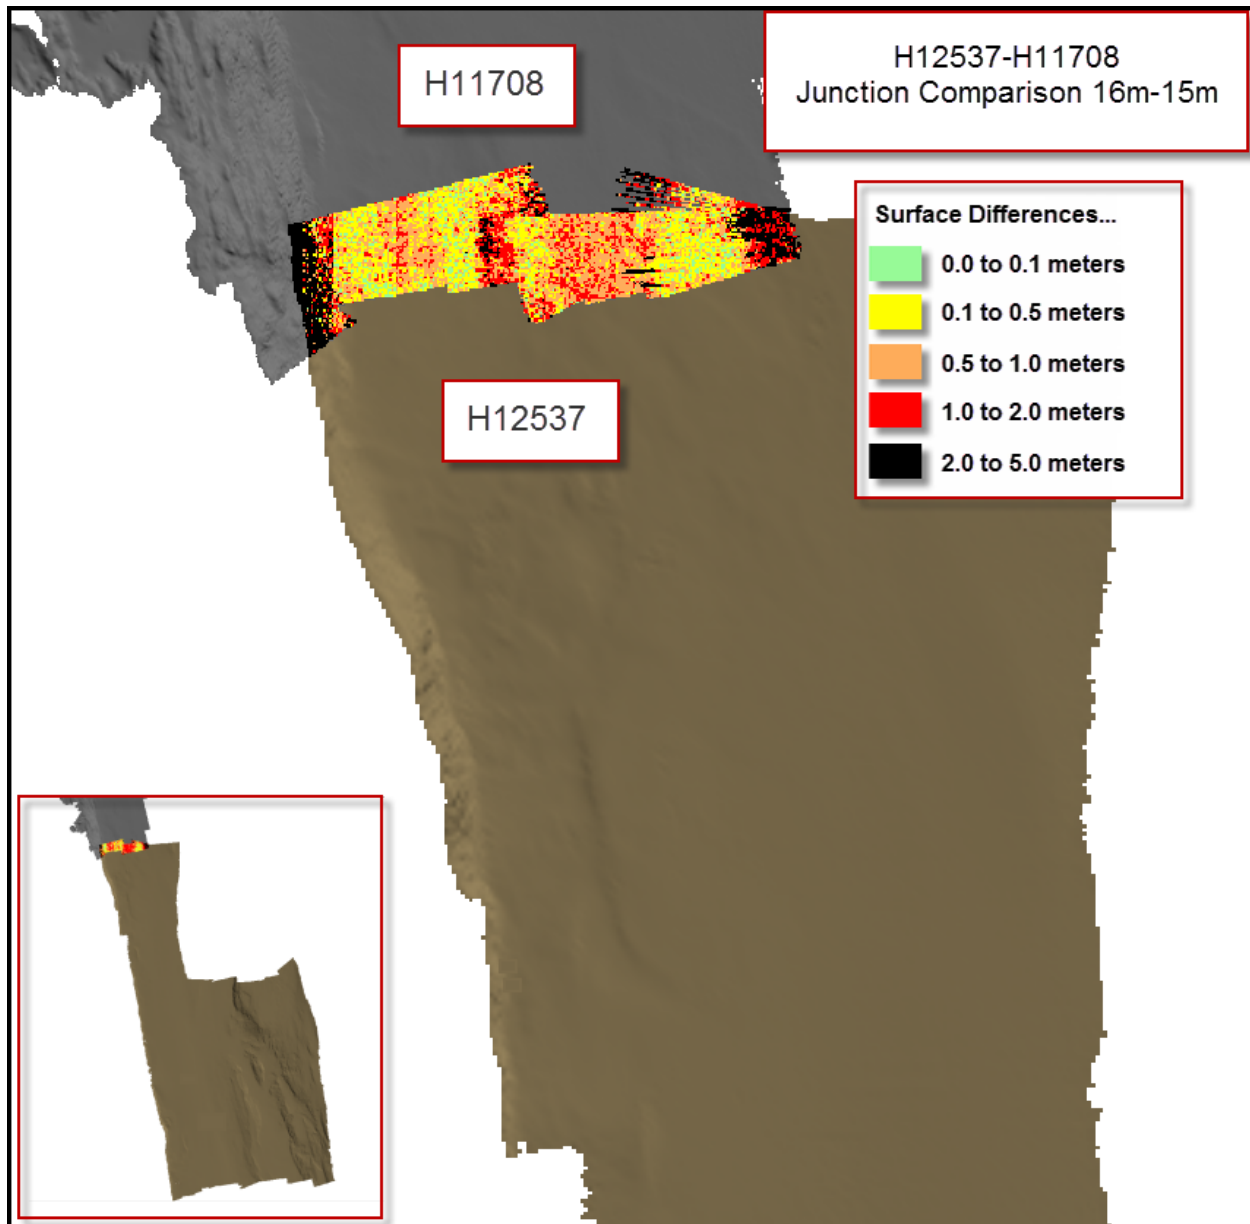 H11708
H12537-H11708
Junction Comparison 16m-15m
Surface Differences...
0.0 to 0.1 meters
0.1 to 0.5 meters
0.5 to 1.0 meters
1.0 to 2.0 meters
2.0 to 5.0 meters
H12537